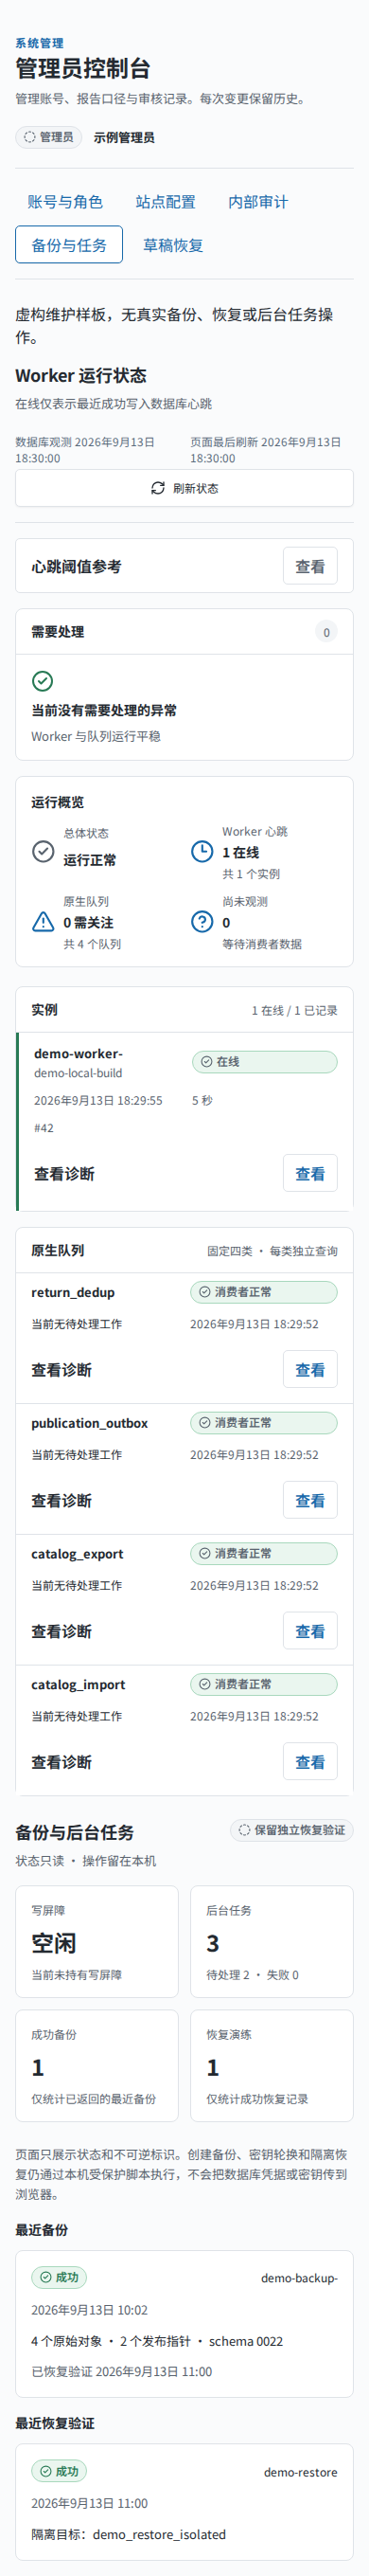 系统管理
管理员控制台
管理账号、报告口径与审核记录。每次变更保留历史。
管理员 示例管理员
账号与角色 站点配置 内部审计
备份与任务 草稿恢复
虚构维护样板，无真实备份、恢复或后台任务操
作。
Worker 运行状态
在线仅表示最近成功写入数据库心跳
数据库观测 2026年9月13日
18:30:00
页面最后刷新 2026年9月13日
18:30:00
刷新状态
心跳阈值参考 查看
需要处理 0
当前没有需要处理的异常
Worker 与队列运行平稳
运行概览
总体状态
运行正常
Worker 心跳
1 在线
共 1 个实例
原生队列
0 需关注
共 4 个队列
尚未观测
0
等待消费者数据
实例 1 在线 / 1 已记录
demo-worker-
demo-local-build
在线
2026年9月13日 18:29:55 5 秒
#42
查看诊断 查看
原生队列 固定四类 · 每类独立查询
return_dedup 消费者正常
当前无待处理工作 2026年9月13日 18:29:52
查看诊断 查看
publication_outbox 消费者正常
当前无待处理工作 2026年9月13日 18:29:52
查看诊断 查看
catalog_export 消费者正常
当前无待处理工作 2026年9月13日 18:29:52
查看诊断 查看
catalog_import 消费者正常
当前无待处理工作 2026年9月13日 18:29:52
查看诊断 查看
备份与后台任务 保留独立恢复验证
状态只读 · 操作留在本机
写屏障
空闲
当前未持有写屏障
后台任务
3
待处理 2 · 失败 0
成功备份
1
仅统计已返回的最近备份
恢复演练
1
仅统计成功恢复记录
页面只展示状态和不可逆标识。创建备份、密钥轮换和隔离恢
复仍通过本机受保护脚本执行，不会把数据库凭据或密钥传到
浏览器。
最近备份
成功 demo-backup-
2026年9月13日 10:02
4 个原始对象 · 2 个发布指针 · schema 0022
已恢复验证 2026年9月13日 11:00
最近恢复验证
成功 demo-restore
2026年9月13日 11:00
隔离目标：demo_restore_isolated